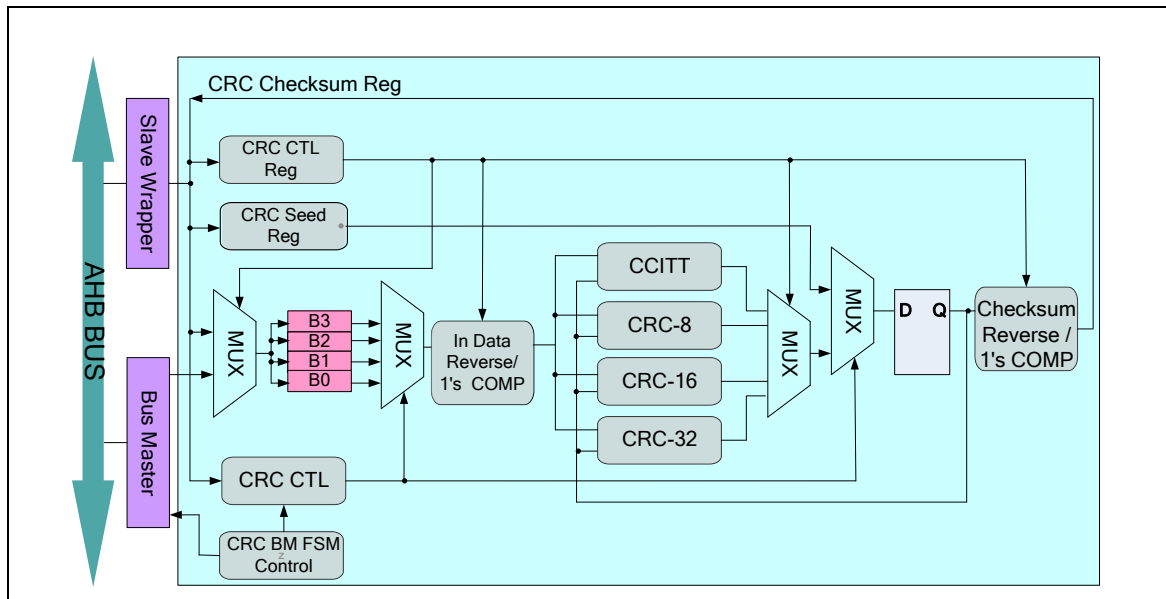 CRC Checksum Reg
AHB BUS
Slave Wrapper
Bus Master
CRC CTL
Reg
CRC Seed
Reg
MUX
B3
B2
B1
B0
MUX
In Data
Reverse/
1's COMP
CCITT
CRC-8
CRC-16
CRC-32
MUX
MUX
D Q
Checksum
Reverse /
1's COMP
CRC CTL
CRC BM FSM
z
Control